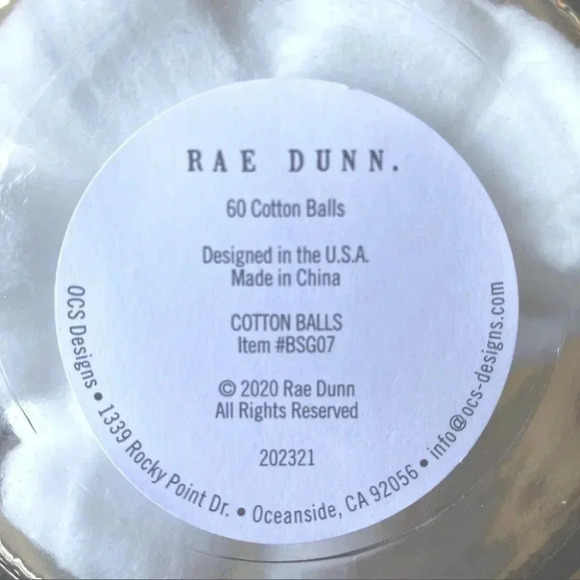 RAE DUNN.
60 Cotton Balls
Designed in the U.S.A.
Made in China
COTTON BALLS
Item #BSG07
© 2020 Rae Dunn
All Rights Reserved
202321
OCS Designs • 1339 Rocky Point Dr. • Oceanside, CA 92056 • info@ocs-designs.com